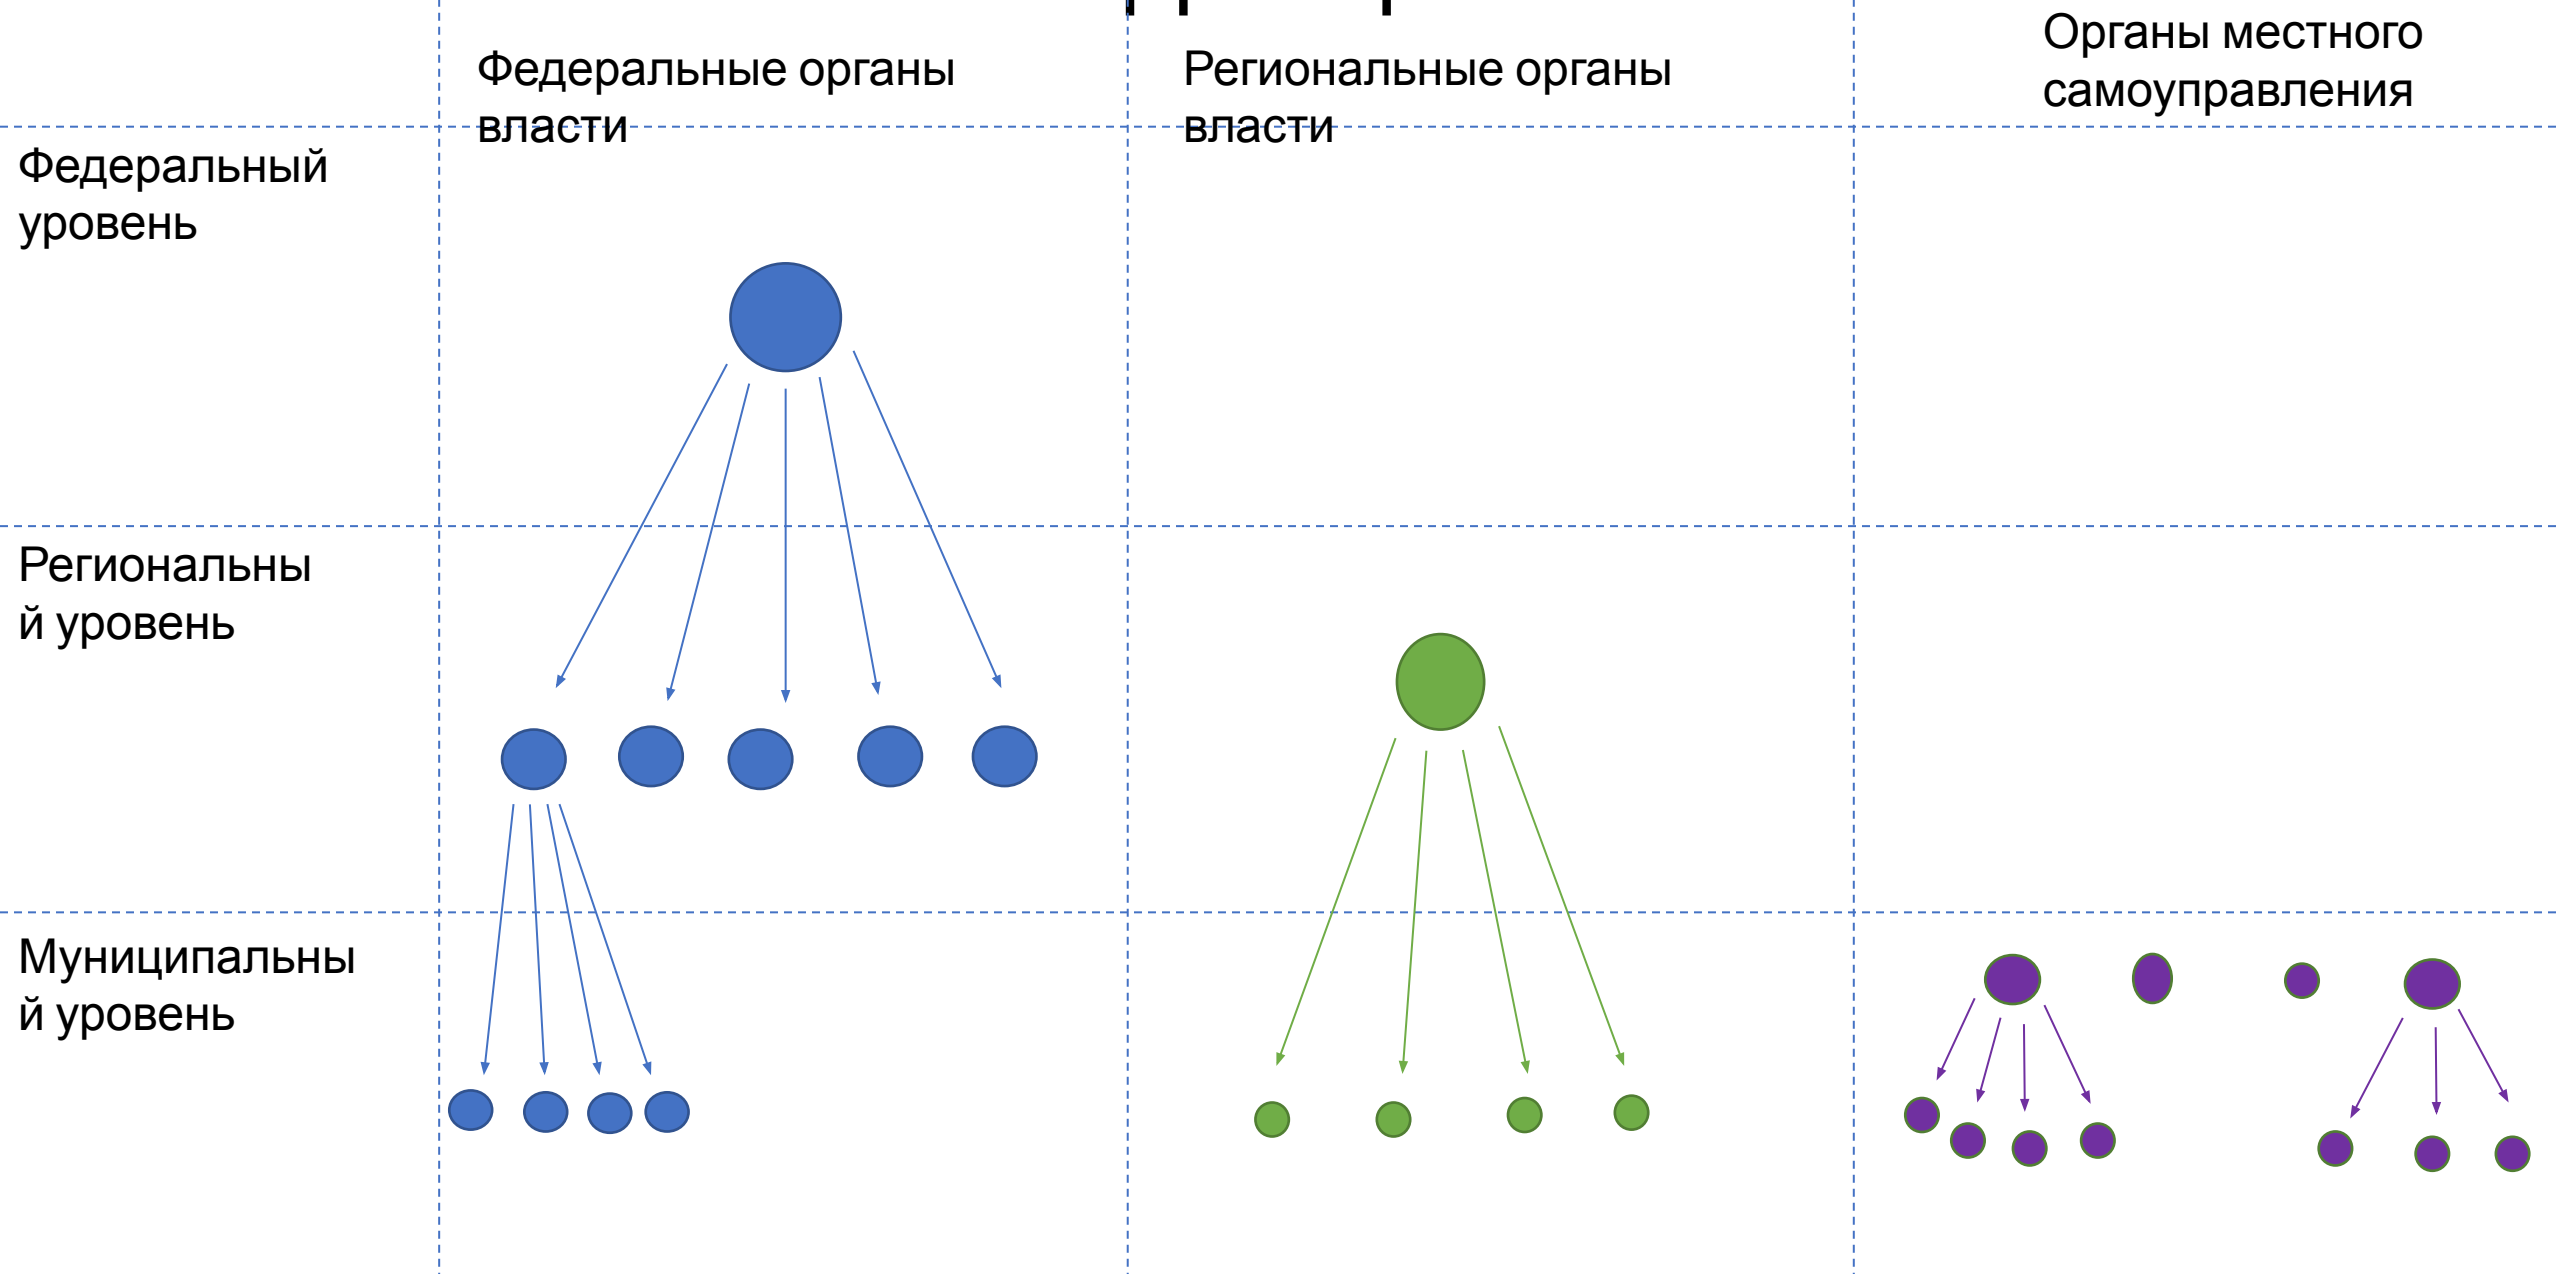 Федеральные органы
власти
Региональные органы
власти
Органы местного
самоуправления
Федеральный
уровень
Региональны
й уровень
Муниципальны
й уровень